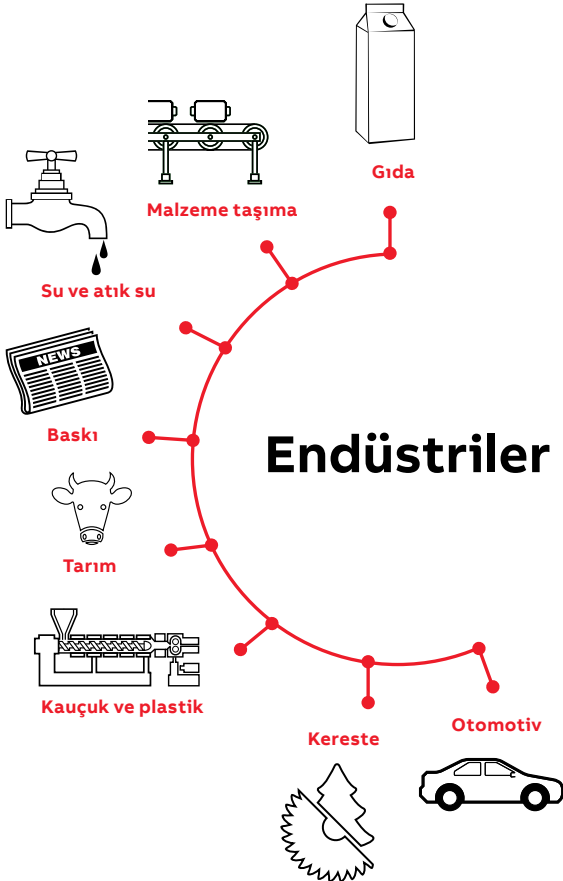 Gıda
Malzeme taşıma
Su ve atık su
NEWS
Baskı
Endüstriler
Tarım
Kauçuk ve plastik
Kereste
Otomotiv